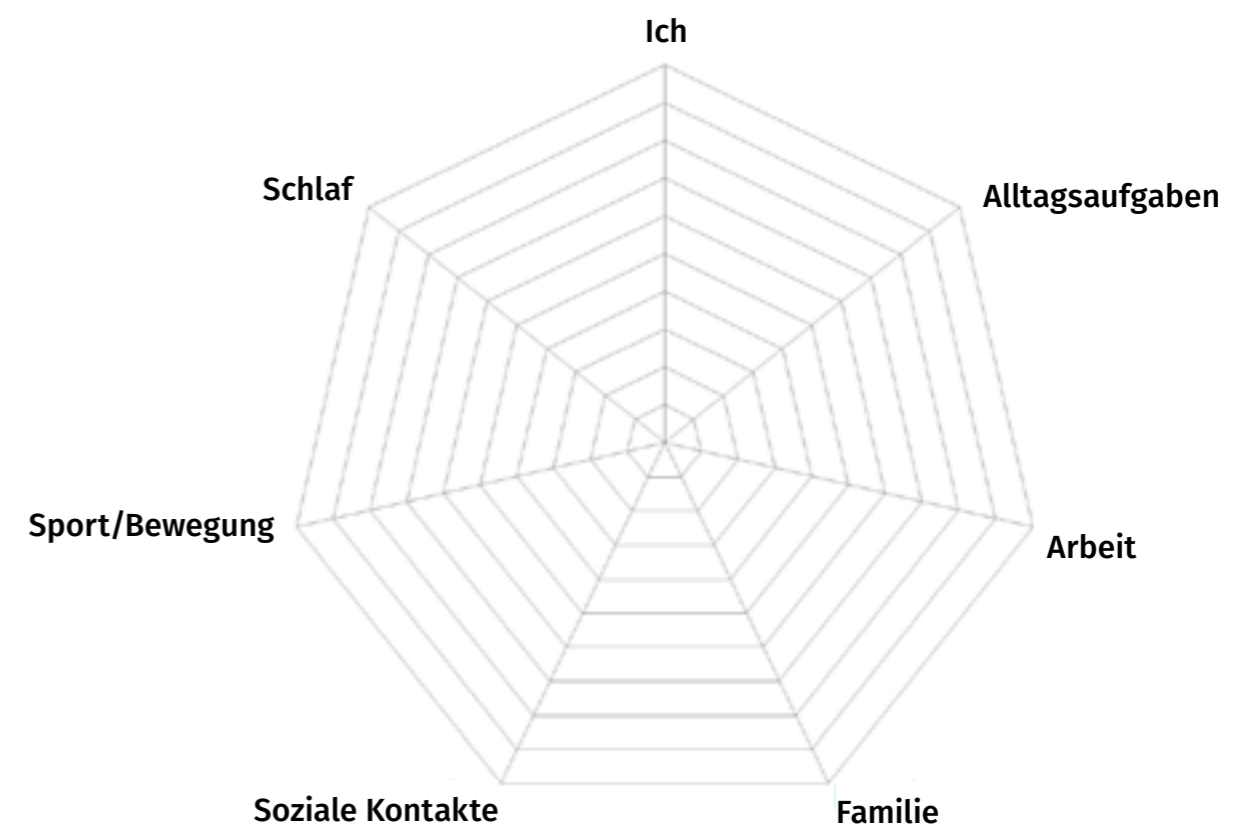 Ich
Schlaf
Alltagsaufgaben
Sport/Bewegung
Arbeit
Soziale Kontakte
Familie